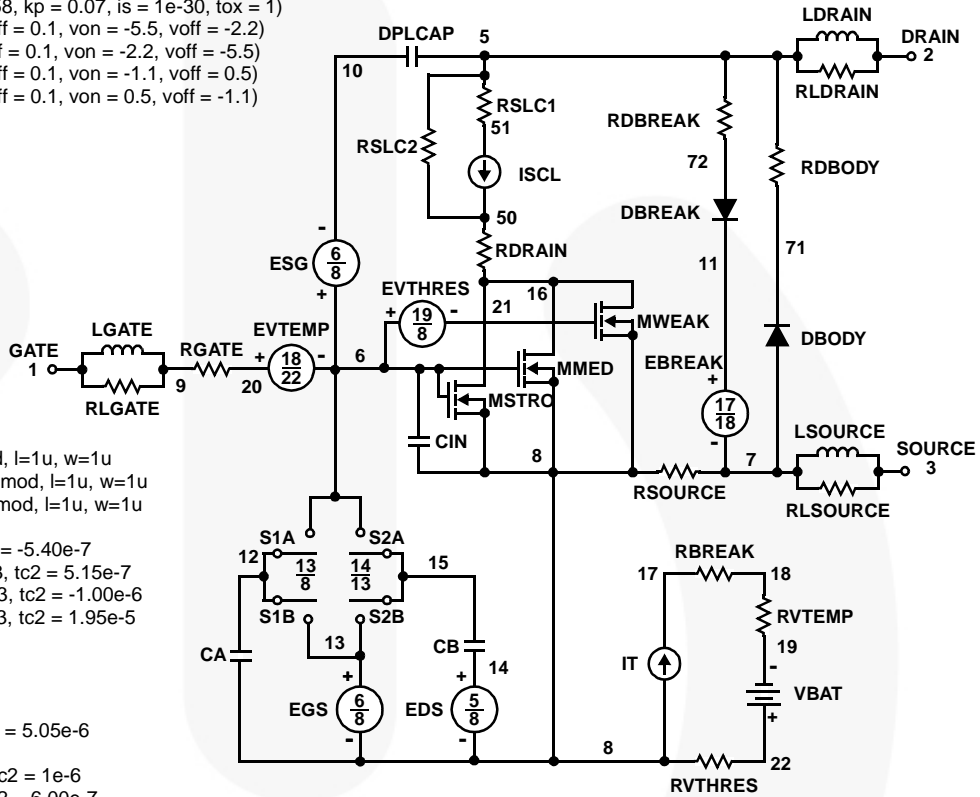 58, kp = 0.07, is = 1e-30, tox = 1)
ff = 0.1, von = -5.5, voff = -2.2)
f = 0.1, von = -2.2, voff = -5.5)
ff = 0.1, von = -1.1, voff = 0.5)
ff = 0.1, von = 0.5, voff = -1.1)
LDRAIN
DPLCAP
5
DRAIN
2
10
RLDRAIN
RSLC1
51
RDBREAK
RSLC2
72
ISCL
RDBODY
DBREAK
50
RDRAIN
71
ESG
6
8
-
+
11
EVTHRES
16
21
+
19
8
-
MWEAK
LGATE
EVTEMP
GATE
1
RGATE
+
18
22
-
6
EBREAK
DBODY
MMED
9
20
+
MSTRO
RLGATE
17
18
-
CIN
LSOURCE
SOURCE
3
8
7
d, l=1u, w=1u
mod, l=1u, w=1u
mod, l=1u, w=1u
RSOURCE
RLSOURCE
= -5.40e-7
3, tc2 = 5.15e-7
3, tc2 = -1.00e-6
3, tc2 = 1.95e-5
S1A
S2A
12
13
8
14
13
15
S1B
S2B
RBREAK
17
18
RVTEMP
13
CB
19
CA
14
IT
-
VBAT
+
+
6
8
-
EGS
+
5
8
-
EDS
= 5.05e-6
8
22
RVTHRES
tc2 = 1e-6
2 = -6.00e-7